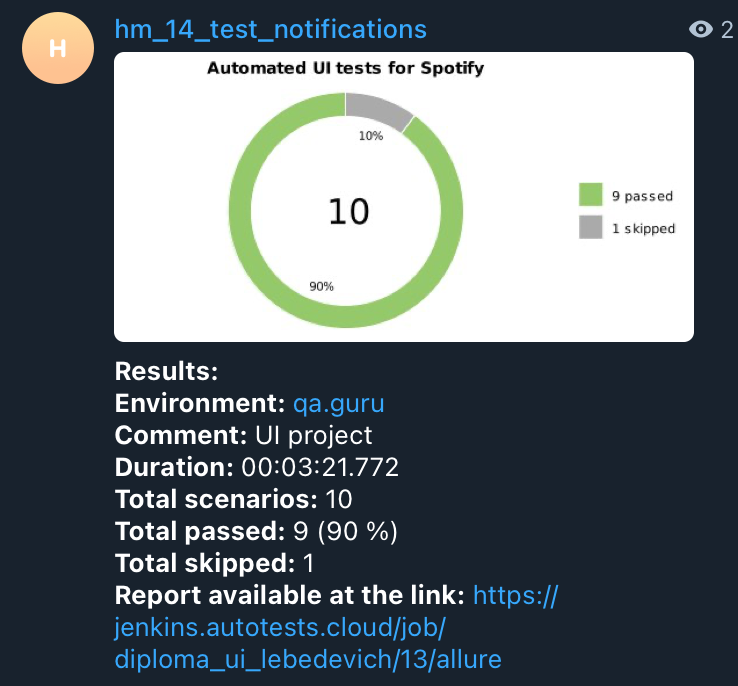 H
hm_14_test_notifications
2
Automated UI tests for Spotify
10%
10
90%
9 passed
1 skipped
Results:
Environment: qa.guru
Comment: UI project
Duration: 00:03:21.772
Total scenarios: 10
Total passed: 9 (90 %)
Total skipped: 1
Report available at the link: https://
jenkins.autotests.cloud/job/
diploma_ui_lebedevich/13/allure